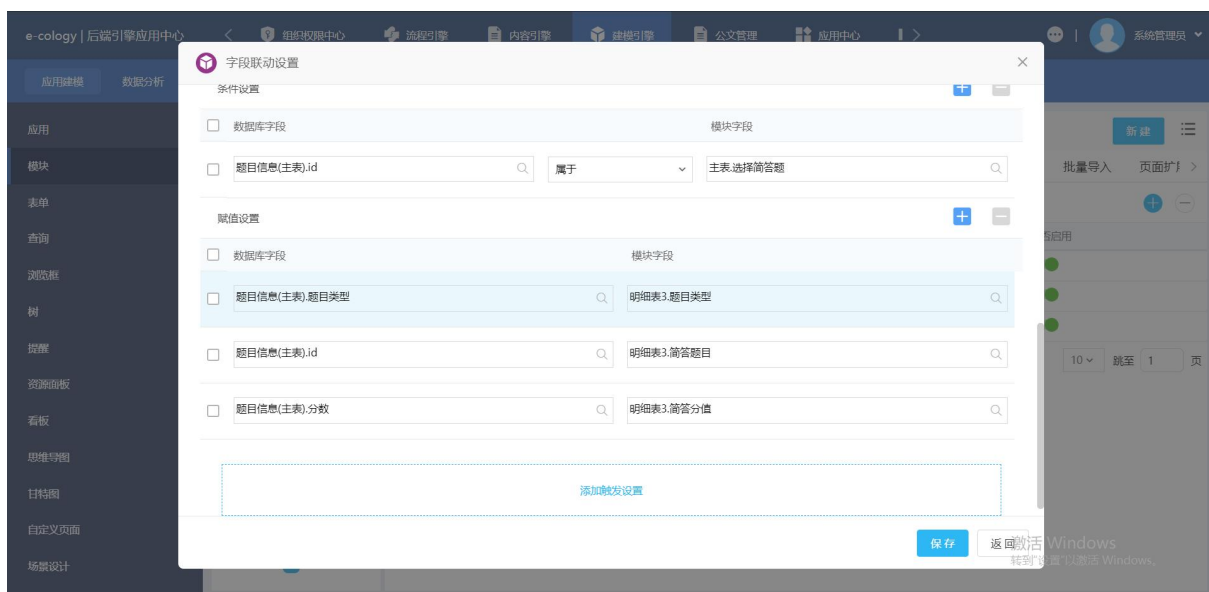 e-cology | 后端引擎应用中心 组织权限中心 流程引擎 内容引擎 建模引擎 公文管理 应用中心 系统管理员
字段联动设置
应用建模 数据分析
条件设置
应用 数据库字段 模块字段 新建
模块 题目信息(主表).id 属于 主表.选择简答题 批量导入
表单 赋值设置
查询 数据库字段 模块字段 启用
浏览框 题目信息(主表).题目类型 明细表3.题目类型
树
提醒 题目信息(主表).id 明细表3.简答题目 10 跳至 1 页
资源面板
看板 题目信息(主表).分数 明细表3.简答分值
思维导图
甘特图 添加触发设置
自定义页面
保存 返回 激活 Windows
场景设计 转到"设置"以激活 Windows。